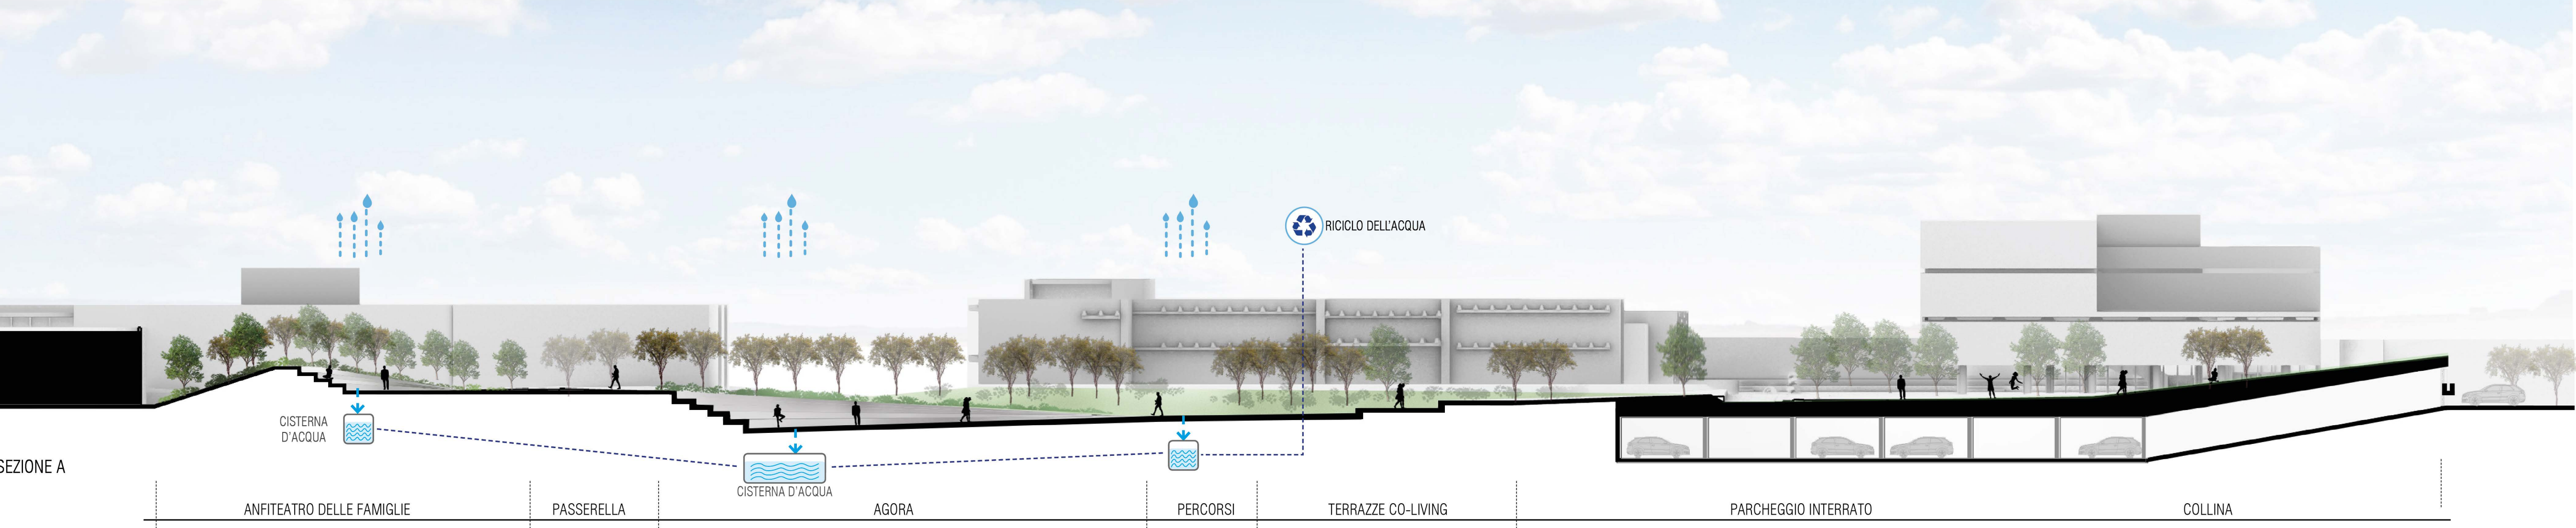 RICICLO DELL'ACQUA
CISTERNA
D'ACQUA
SEZIONE A
CISTERNA D'ACQUA
ANFITEATRO DELLE FAMIGLIE
PASSERELLA
AGORA
PERCORSI
TERRAZZE CO-LIVING
PARCHEGGIO INTERRATO
COLLINA